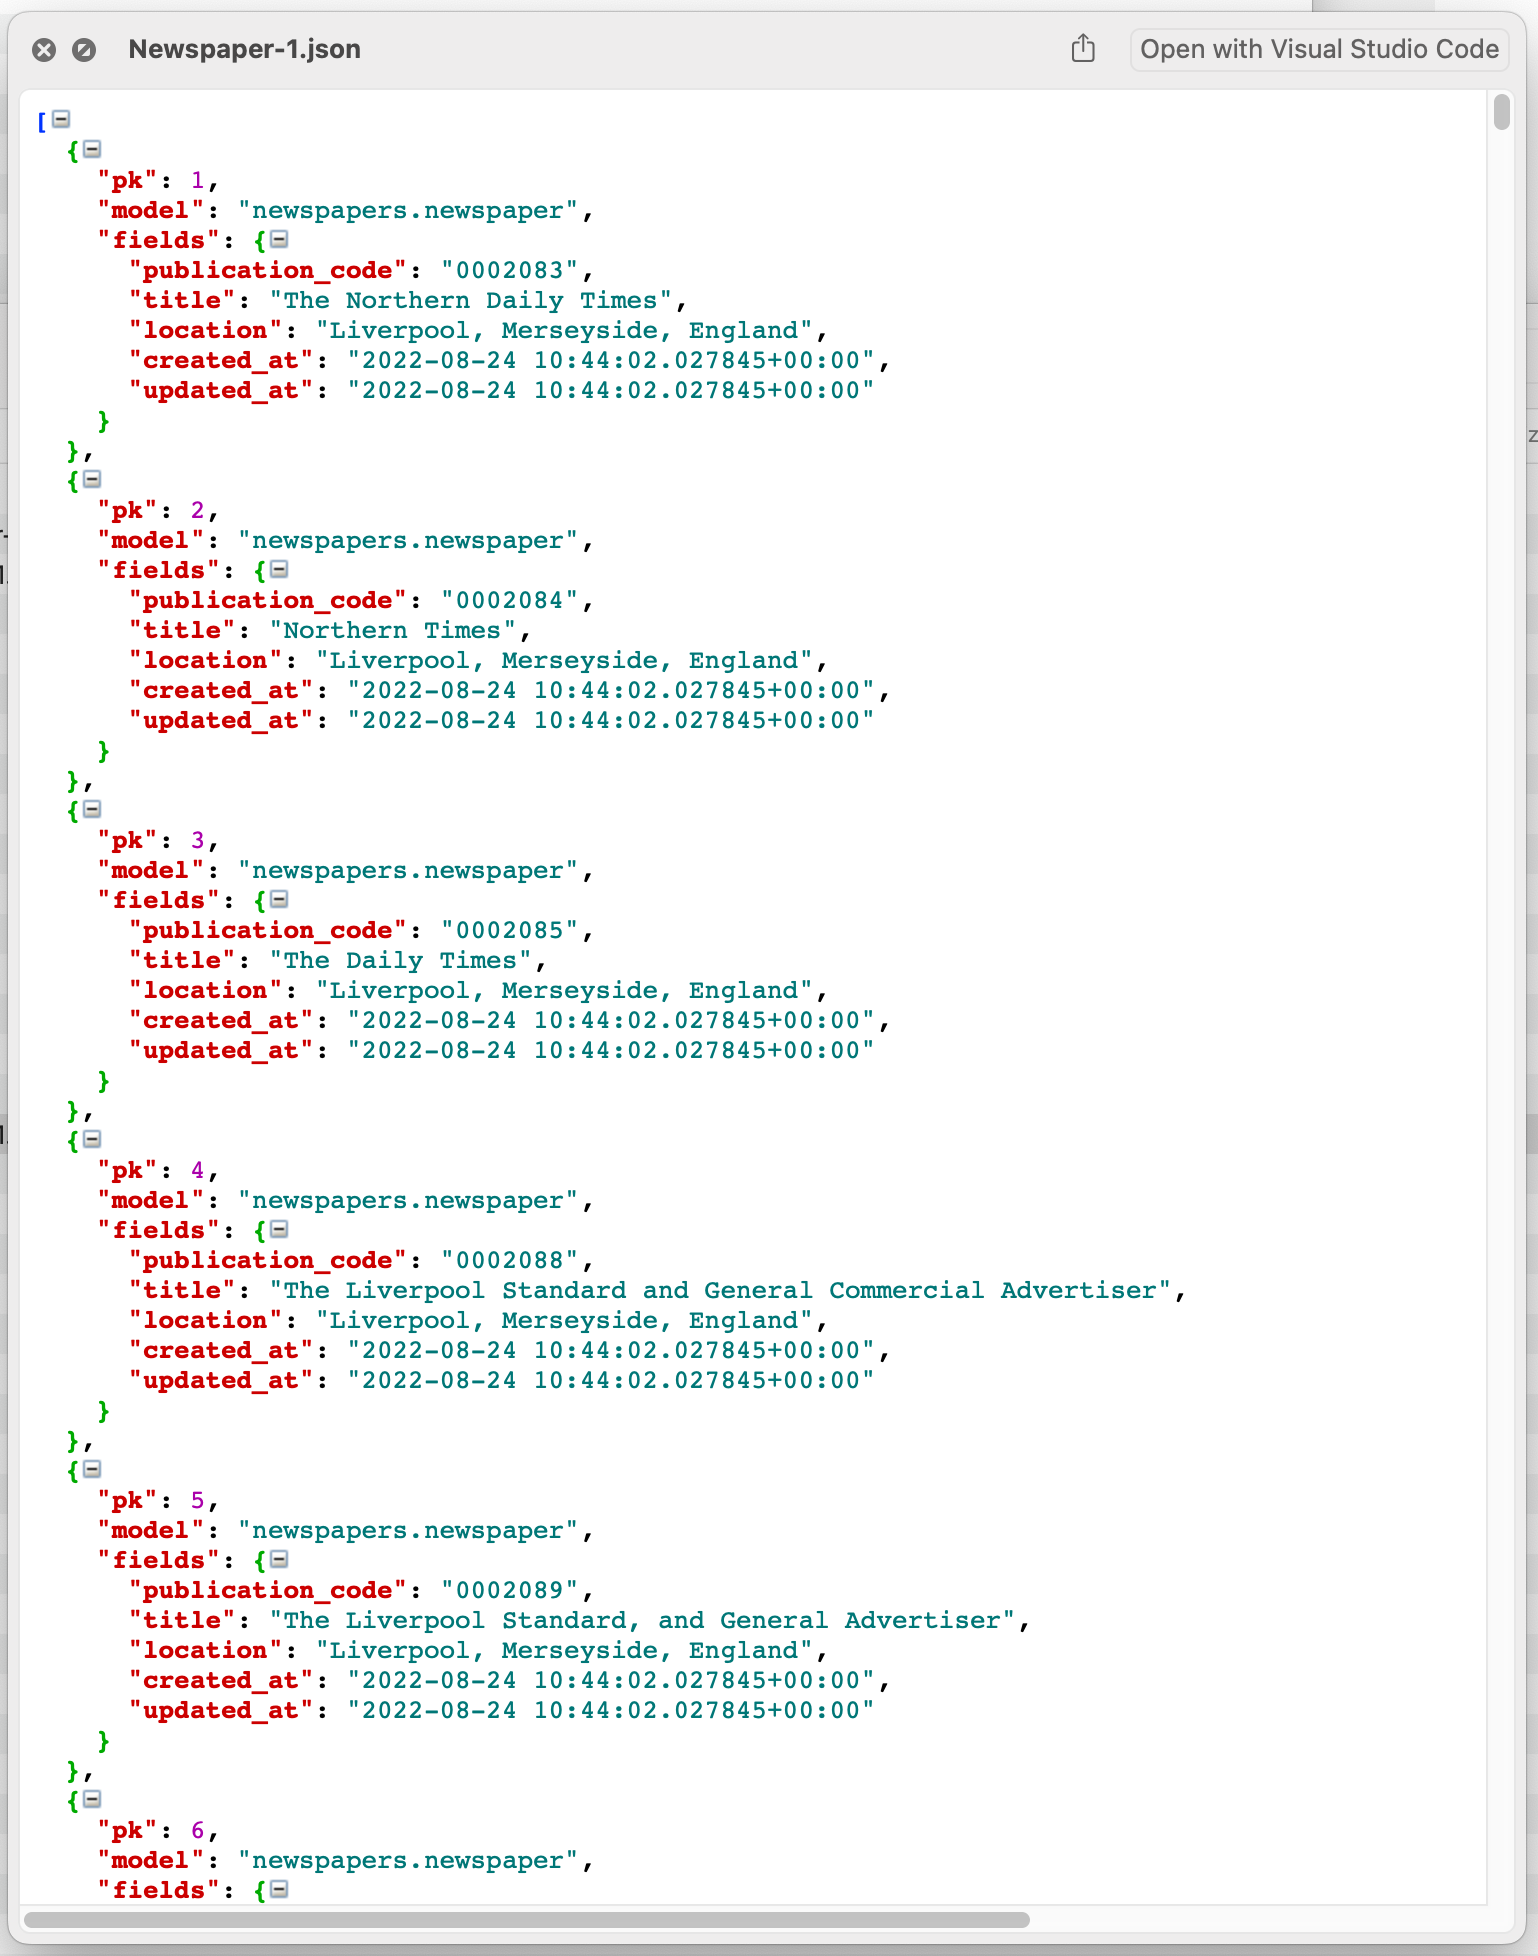 Newspaper-1.json
Open with Visual Studio Code
[
  {
    "pk": 1,
    "model": "newspapers.newspaper",
    "fields": {
      "publication_code": "0002083",
      "title": "The Northern Daily Times",
      "location": "Liverpool, Merseyside, England",
      "created_at": "2022-08-24 10:44:02.027845+00:00",
      "updated_at": "2022-08-24 10:44:02.027845+00:00"
    }
  },
  {
    "pk": 2,
    "model": "newspapers.newspaper",
    "fields": {
      "publication_code": "0002084",
      "title": "Northern Times",
      "location": "Liverpool, Merseyside, England",
      "created_at": "2022-08-24 10:44:02.027845+00:00",
      "updated_at": "2022-08-24 10:44:02.027845+00:00"
    }
  },
  {
    "pk": 3,
    "model": "newspapers.newspaper",
    "fields": {
      "publication_code": "0002085",
      "title": "The Daily Times",
      "location": "Liverpool, Merseyside, England",
      "created_at": "2022-08-24 10:44:02.027845+00:00",
      "updated_at": "2022-08-24 10:44:02.027845+00:00"
    }
  },
  {
    "pk": 4,
    "model": "newspapers.newspaper",
    "fields": {
      "publication_code": "0002088",
      "title": "The Liverpool Standard and General Commercial Advertiser",
      "location": "Liverpool, Merseyside, England",
      "created_at": "2022-08-24 10:44:02.027845+00:00",
      "updated_at": "2022-08-24 10:44:02.027845+00:00"
    }
  },
  {
    "pk": 5,
    "model": "newspapers.newspaper",
    "fields": {
      "publication_code": "0002089",
      "title": "The Liverpool Standard, and General Advertiser",
      "location": "Liverpool, Merseyside, England",
      "created_at": "2022-08-24 10:44:02.027845+00:00",
      "updated_at": "2022-08-24 10:44:02.027845+00:00"
    }
  },
  {
    "pk": 6,
    "model": "newspapers.newspaper",
    "fields": {